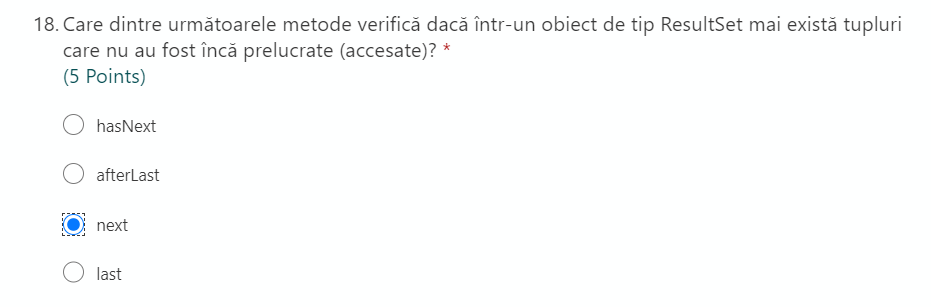 18. Care dintre următoarele metode verifică dacă într-un obiect de tip ResultSet mai există tupluri
care nu au fost încă prelucrate (accesate)? *
(5 Points)
hasNext
afterLast
next
last